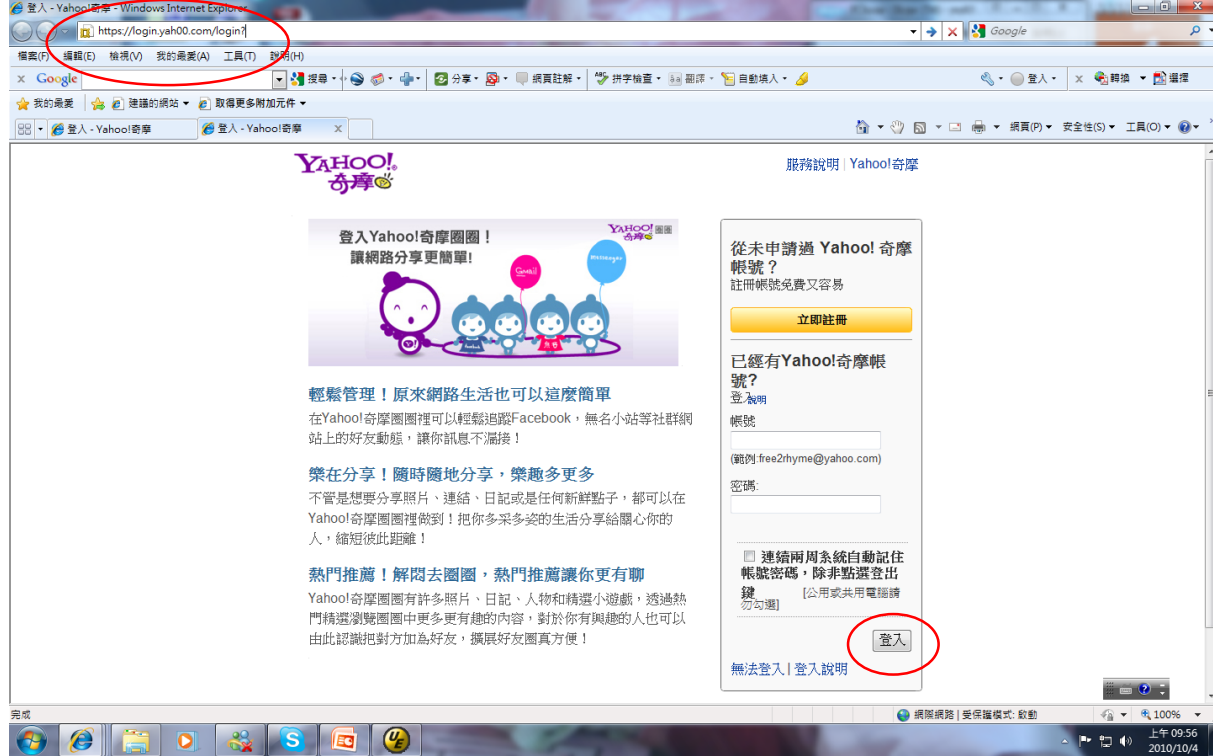 登入 - Yahoo!奇摩 - Windows Internet Explorer
https://login.yah00.com/login?
Google
檔案(F) 編輯(E) 檢視(V) 我的最愛(A) 工具(T) 說明(H)
x Google 搜尋 分享 網頁註解 拼字檢查 翻譯 自動填入 登入 x 轉換 選擇
我的最愛 建議的網站 取得更多附加元件
登入 - Yahoo!奇摩 登入 - Yahoo!奇摩 x 網頁(P) 安全性(S) 工具(O)
YAHOO!
奇摩
服務說明 | Yahoo!奇摩
登入Yahoo!奇摩圈圈！
讓網路分享更簡單!
YAHOO! 圈圈
奇摩
Gmail
Messenger
輕鬆管理！原來網路生活也可以這麼簡單
在Yahoo!奇摩圈圈裡可以輕鬆追蹤Facebook，無名小站等社群網
站上的好友動態，讓你訊息不漏接！
樂在分享！隨時隨地分享，樂趣多更多
不管是想要分享照片、連結、日記或是任何新鮮點子，都可以在
Yahoo!奇摩圈圈裡做到！把你多采多姿的生活分享給關心你的
人，縮短彼此距離！
熱門推薦！解悶去圈圈，熱門推薦讓你更有聊
Yahoo!奇摩圈圈有許多照片、日記、人物和精選小遊戲，透過熱
門精選瀏覽圈圈中更多更有趣的內容，對於你有興趣的人也可以
由此認識把對方加為好友，擴展好友圈真方便！
從未申請過 Yahoo! 奇摩
帳號？
註冊帳號免費又容易
立即註冊
已經有Yahoo!奇摩帳
號?
登入說明
帳號
(範例:free2rhyme@yahoo.com)
密碼:
連續兩周系統自動記住
帳號密碼，除非點選登出
鍵 [公用或共用電腦請
勿勾選]
登入
無法登入 | 登入說明
完成
網際網路 | 受保護模式: 啟動
100%
上午 09:56
2010/10/4